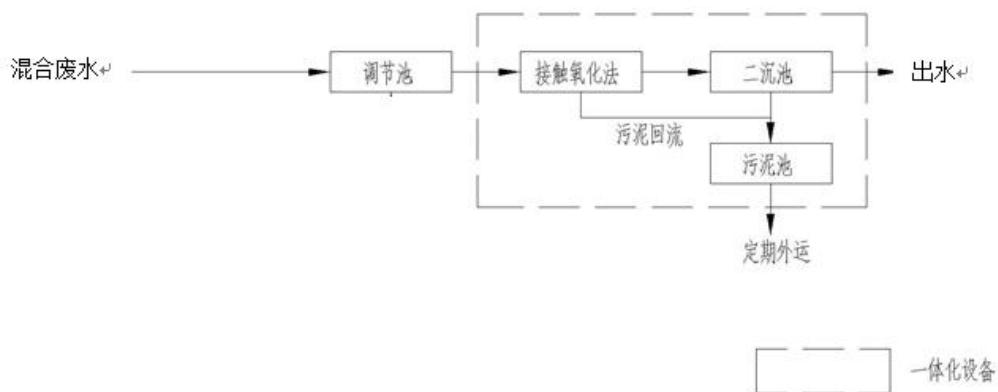 混合废水
调节池
接触氧化法
二沉池
出水
污泥回流
污泥池
定期外运
一体化设备